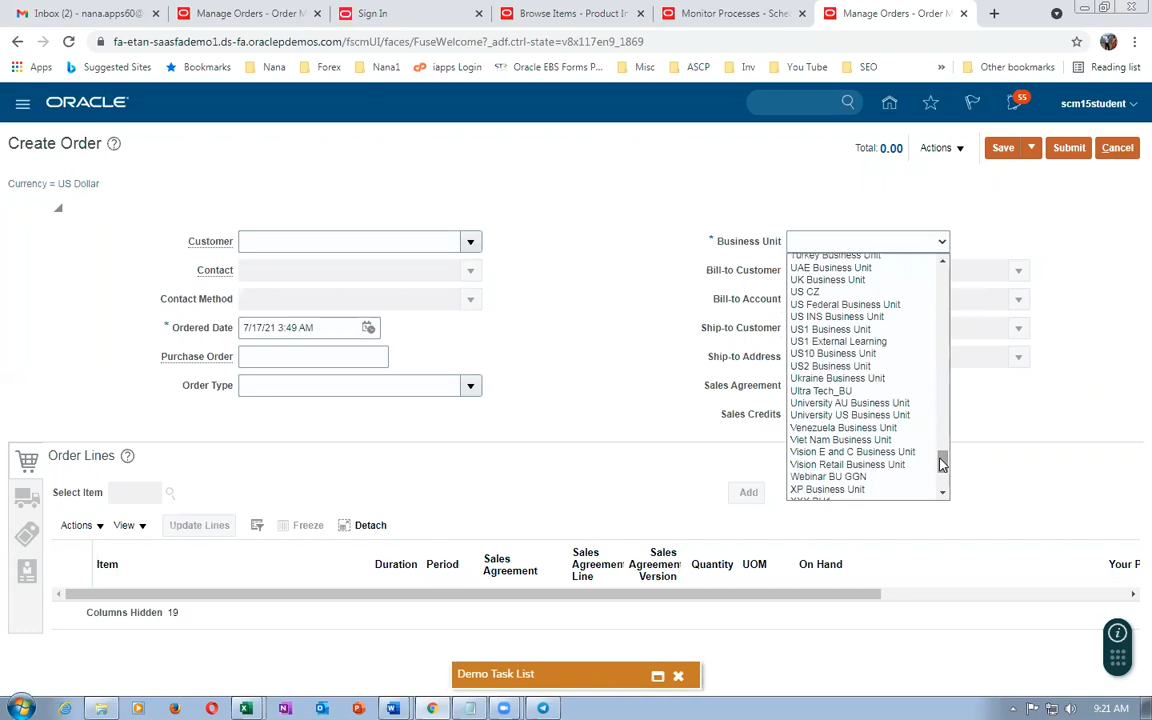 Inbox (2) - nana.apps60@
Manage Orders - Order M
Sign In
Browse Items - Product In
Monitor Processes - Sche
Manage Orders - Order M
fa-etan-saasfademo1.ds-fa.oraclepdemos.com/fscmUI/faces/FuseWelcome?_adf.ctrl-state=v8x117en9_1869
Apps
Suggested Sites
Bookmarks
Nana
Forex
Nana1
iapps Login
Oracle EBS Forms P...
Misc
ASCP
Inv
You Tube
SEO
»
Other bookmarks
Reading list
ORACLE
55
scm15student
Create Order
Total: 0.00
Actions
Save
Submit
Cancel
Currency = US Dollar
Customer
* Business Unit
Contact
Bill-to Customer
Contact Method
Bill-to Account
* Ordered Date
7/17/21 3:49 AM
Ship-to Customer
Purchase Order
Ship-to Address
Order Type
Sales Agreement
Sales Credits
Turkey Business Unit
UAE Business Unit
UK Business Unit
US CZ
US Federal Business Unit
US INS Business Unit
US1 Business Unit
US1 External Learning
US10 Business Unit
US2 Business Unit
Ukraine Business Unit
Ultra Tech_BU
University AU Business Unit
University US Business Unit
Venezuela Business Unit
Viet Nam Business Unit
Vision E and C Business Unit
Vision Retail Business Unit
Webinar BU GGN
XP Business Unit
Order Lines
Select Item
Add
Actions
View
Update Lines
Freeze
Detach
Item
Duration
Period
Sales Agreement
Sales Agreement Line
Sales Agreement Version
Quantity
UOM
On Hand
Your P
Columns Hidden 19
Demo Task List
9:21 AM